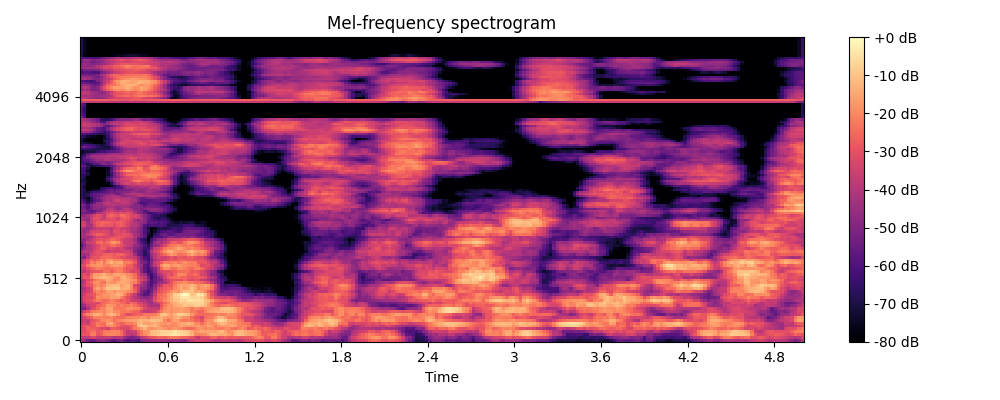 Mel-frequency spectrogram
+0 dB
-10 dB
-20 dB
-30 dB
-40 dB
-50 dB
-60 dB
-70 dB
-80 dB
Hz
4096
2048
1024
512
0
0 0.6 1.2 1.8 2.4 3 3.6 4.2 4.8
Time